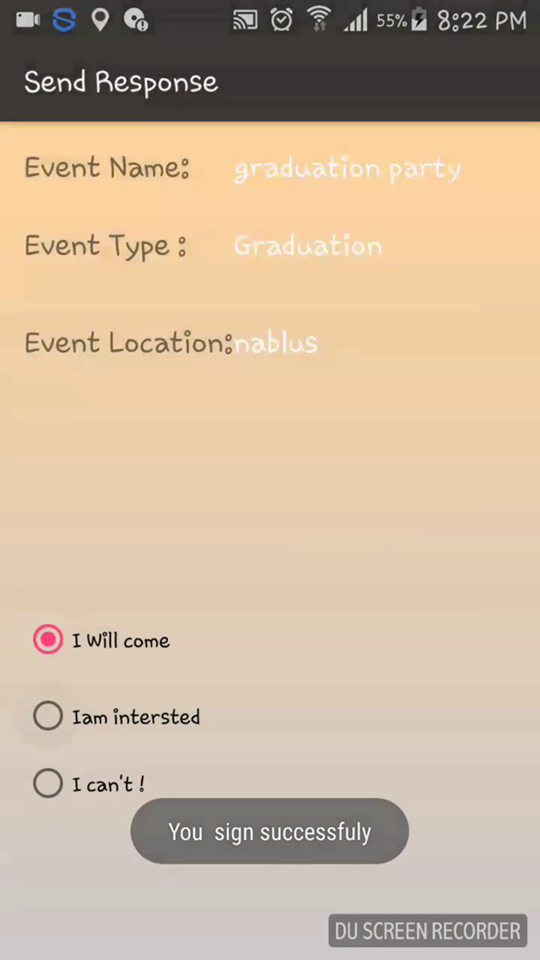 55% 8:22 PM
Send Response
Event Name: graduation party
Event Type : Graduation
Event Location:nablus
I Will come
Iam intersted
I can't !
You sign successfuly
DU SCREEN RECORDER